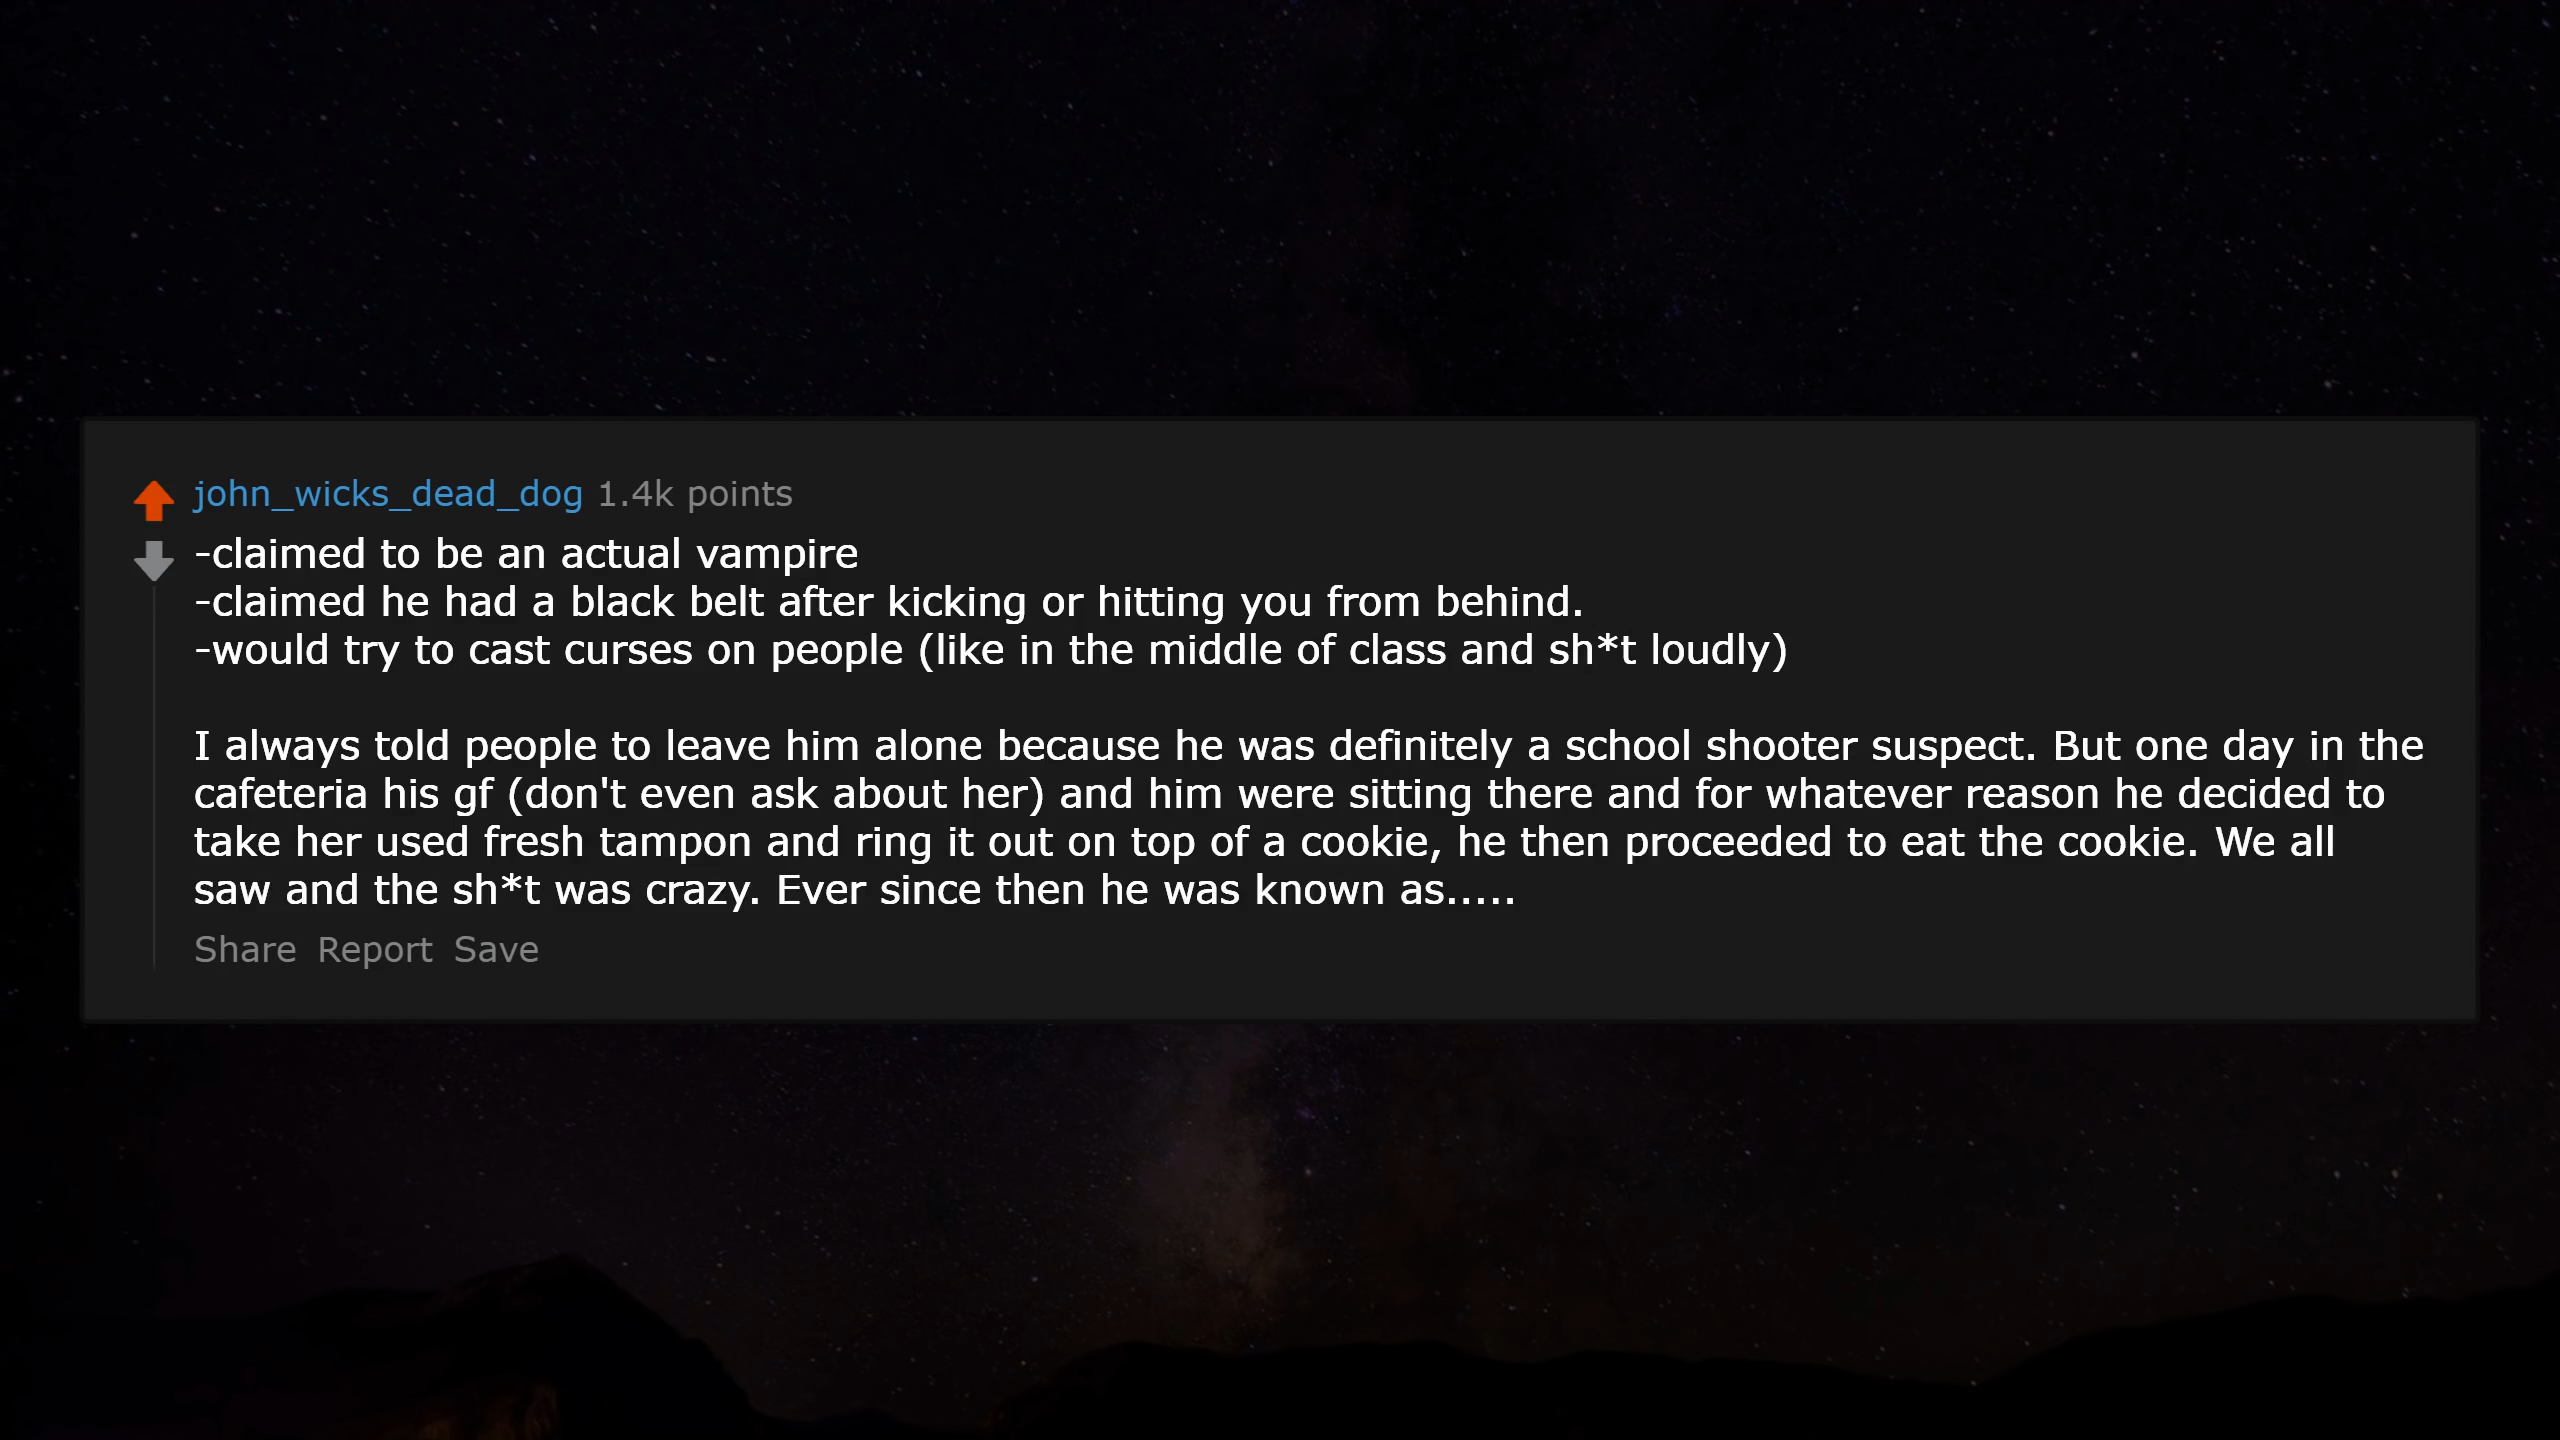 john_wicks_dead_dog 1.4k points
-claimed to be an actual vampire
-claimed he had a black belt after kicking or hitting you from behind.
-would try to cast curses on people (like in the middle of class and sh*t loudly)
I always told people to leave him alone because he was definitely a school shooter suspect. But one day in the
cafeteria his gf (don't even ask about her) and him were sitting there and for whatever reason he decided to
take her used fresh tampon and ring it out on top of a cookie, he then proceeded to eat the cookie. We all
saw and the sh*t was crazy. Ever since then he was known as.....
Share Report Save